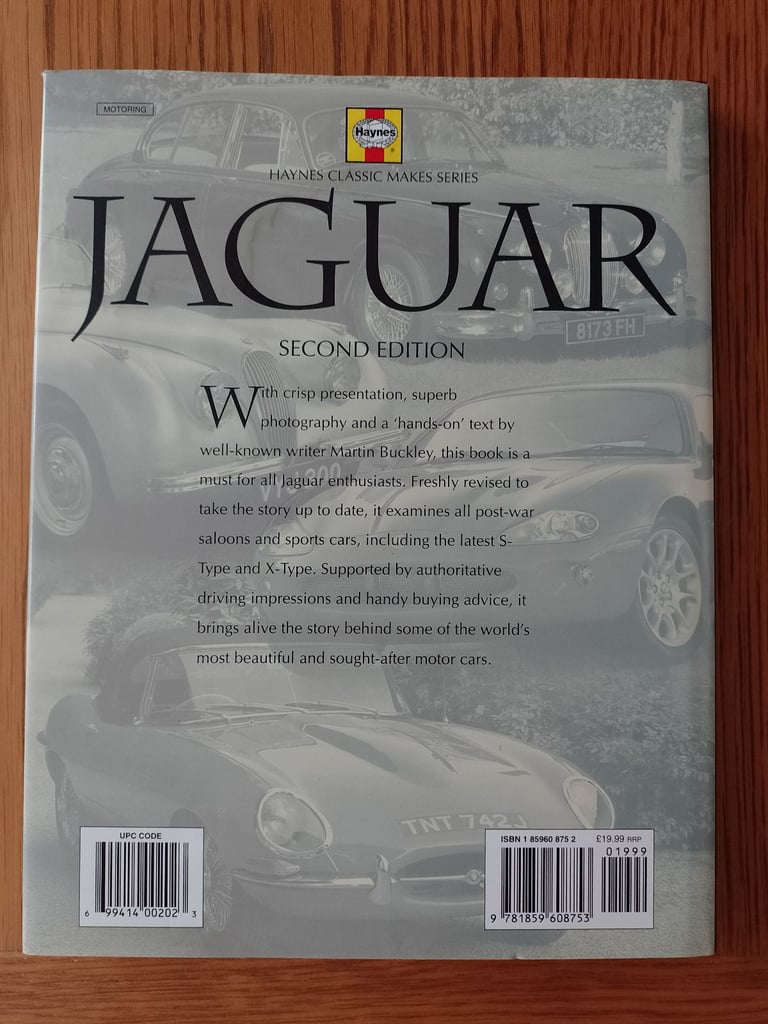 MOTORING
Haynes
HAYNES CLASSIC MAKES SERIES
JAGUAR
8173 FH
SECOND EDITION
With crisp presentation, superb
photography and a ‘hands-on’ text by
well-known writer Martin Buckley, this book is a
must for all Jaguar enthusiasts. Freshly revised to
take the story up to date, it examines all post-war
saloons and sports cars, including the latest S-
Type and X-Type. Supported by authoritative
driving impressions and handy buying advice, it
brings alive the story behind some of the world’s
most beautiful and sought-after motor cars.
TNT 742J
UPC CODE
6 99414 00202 3
ISBN 1 85960 875 2 £19.99 RRP
01999
9 781859 608753